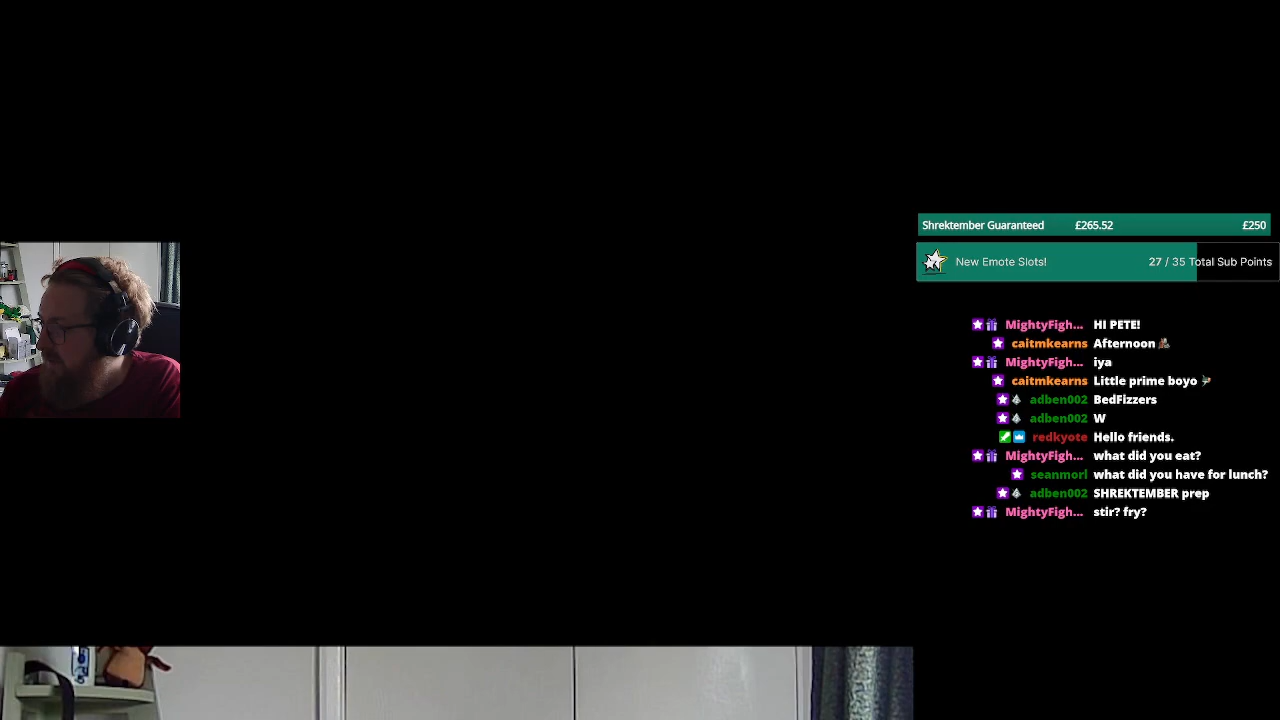 Shrektember Guaranteed £265.52 £250
New Emote Slots! 27 / 35 Total Sub Points
MightyFigh... HI PETE!
caitmkearns Afternoon
MightyFigh... iya
caitmkearns Little prime boyo
adben002 BedFizzers
adben002 W
redkyote Hello friends.
MightyFigh... what did you eat?
seanmorl what did you have for lunch?
adben002 SHREKTEMBER prep
MightyFigh... stir? fry?